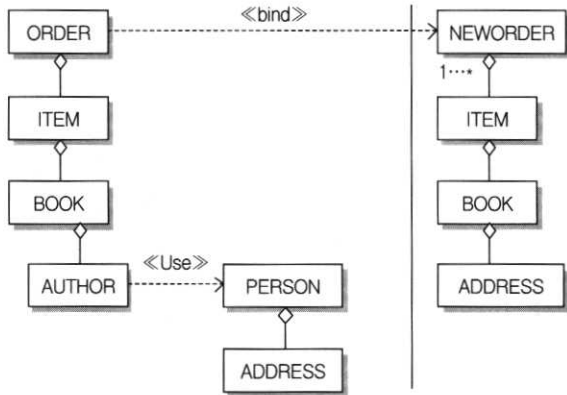 ORDER
≪bind≫
NEWORDER
1···*
ITEM
ITEM
BOOK
BOOK
AUTHOR
≪Use≫
PERSON
ADDRESS
ADDRESS